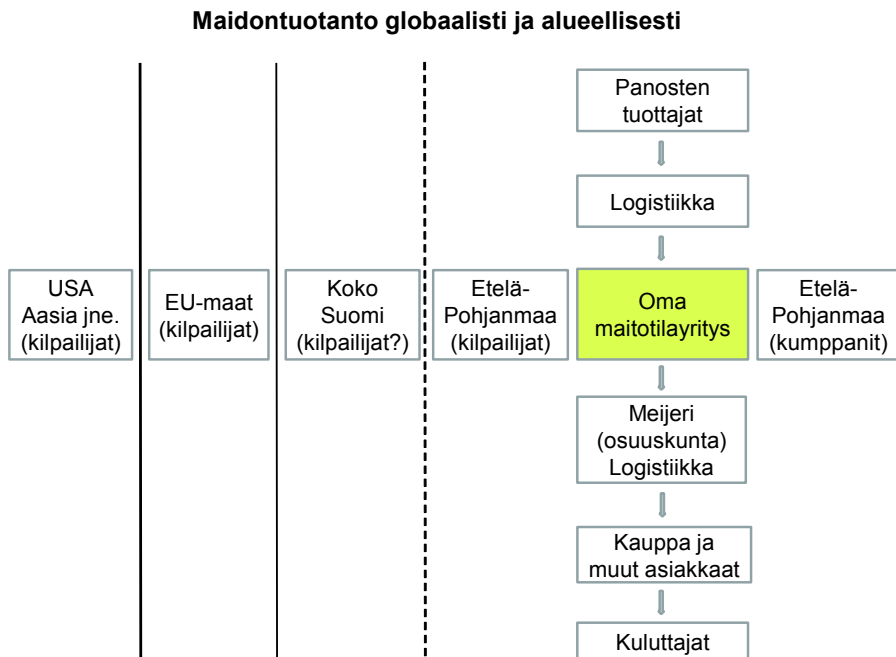 Maidontuotanto globaalisti ja alueellisesti
Panosten
tuottajat
Logistiikka
USA
Aasia jne.
(kilpailijat)
EU-maat
(kilpailijat)
Koko
Suomi
(kilpailijat?)
Etelä-
Pohjanmaa
(kilpailijat)
Oma
maitotilayritys
Etelä-
Pohjanmaa
(kumppanit)
Meijeri
(osuuskunta)
Logistiikka
Kauppa ja
muut asiakkaat
Kuluttajat